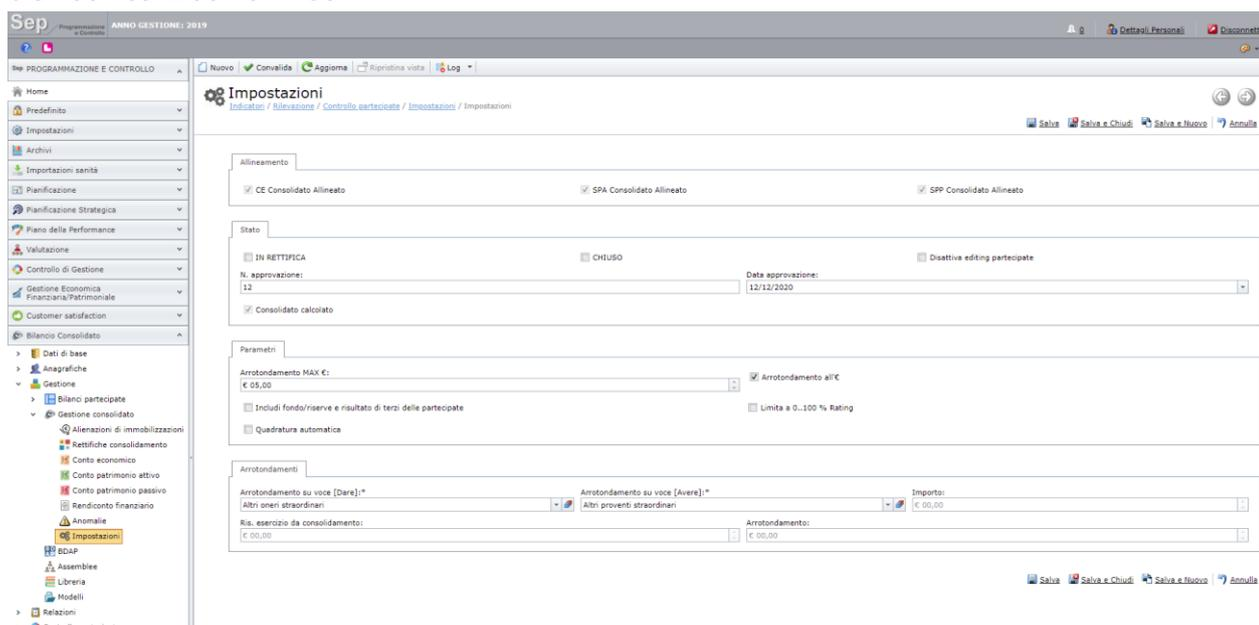 Sep Programmazione e Controllo ANNO GESTIONE: 2019
0 Dettagli Personali Disconnetti
Sep PROGRAMMAZIONE E CONTROLLO
Nuovo Convalida Aggiorna Ripristina vista Log
Home
Predefinito
Impostazioni
Archivi
Importazioni sanità
Pianificazione
Pianificazione Strategica
Piano della Performance
Valutazione
Controllo di Gestione
Gestione Economica Finanziaria/Patrimoniale
Customer satisfaction
Bilancio Consolidato
Dati di base
Anagrafiche
Gestione
Bilanci partecipate
Gestione consolidato
Alienazioni di immobilizzazioni
Rettifiche consolidamento
Conto economico
Conto patrimonio attivo
Conto patrimonio passivo
Rendiconto finanziario
Anomalie
Impostazioni
BDAP
Assemblee
Libreria
Modelli
Relazioni
Impostazioni
Indicatori / Rilevazione / Controllo partecipate / Impostazioni / Impostazioni
Salva Salva e Chiudi Salva e Nuovo Annulla
Allineamento
CE Consolidato Allineato SPA Consolidato Allineato SPP Consolidato Allineato
Stato
IN RETTIFICA CHIUSO Disattiva editing partecipate
N. approvazione: Data approvazione:
12 12/12/2020
Consolidato calcolato
Parametri
Arrotondamento MAX €:
€ 05,00 Arrotondamento all'€
Includi fondo/riserve e risultato di terzi delle partecipate Limita a 0..100 % Rating
Quadratura automatica
Arrotondamenti
Arrotondamento su voce [Dare]:* Arrotondamento su voce [Avere]:* Importo:
Altri oneri straordinari Altri proventi straordinari € 00,00
Ris. esercizio da consolidamento: Arrotondamento:
€ 00,00 € 00,00
Salva Salva e Chiudi Salva e Nuovo Annulla